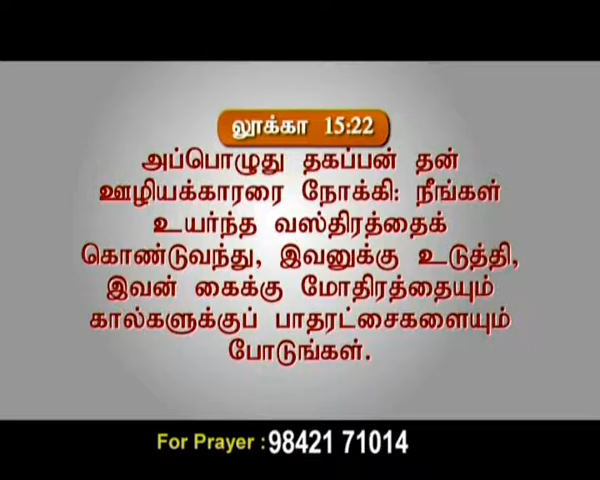 லூக்கா 15:22
அப்பொழுது தகப்பன் தன்
ஊழியக்காரரை நோக்கி: நீங்கள்
உயர்ந்த வஸ்திரத்தைக்
கொண்டுவந்து, இவனுக்கு உடுத்தி,
இவன் கைக்கு மோதிரத்தையும்
கால்களுக்குப் பாதரட்சைகளையும்
போடுங்கள்.
For Prayer : 98421 71014